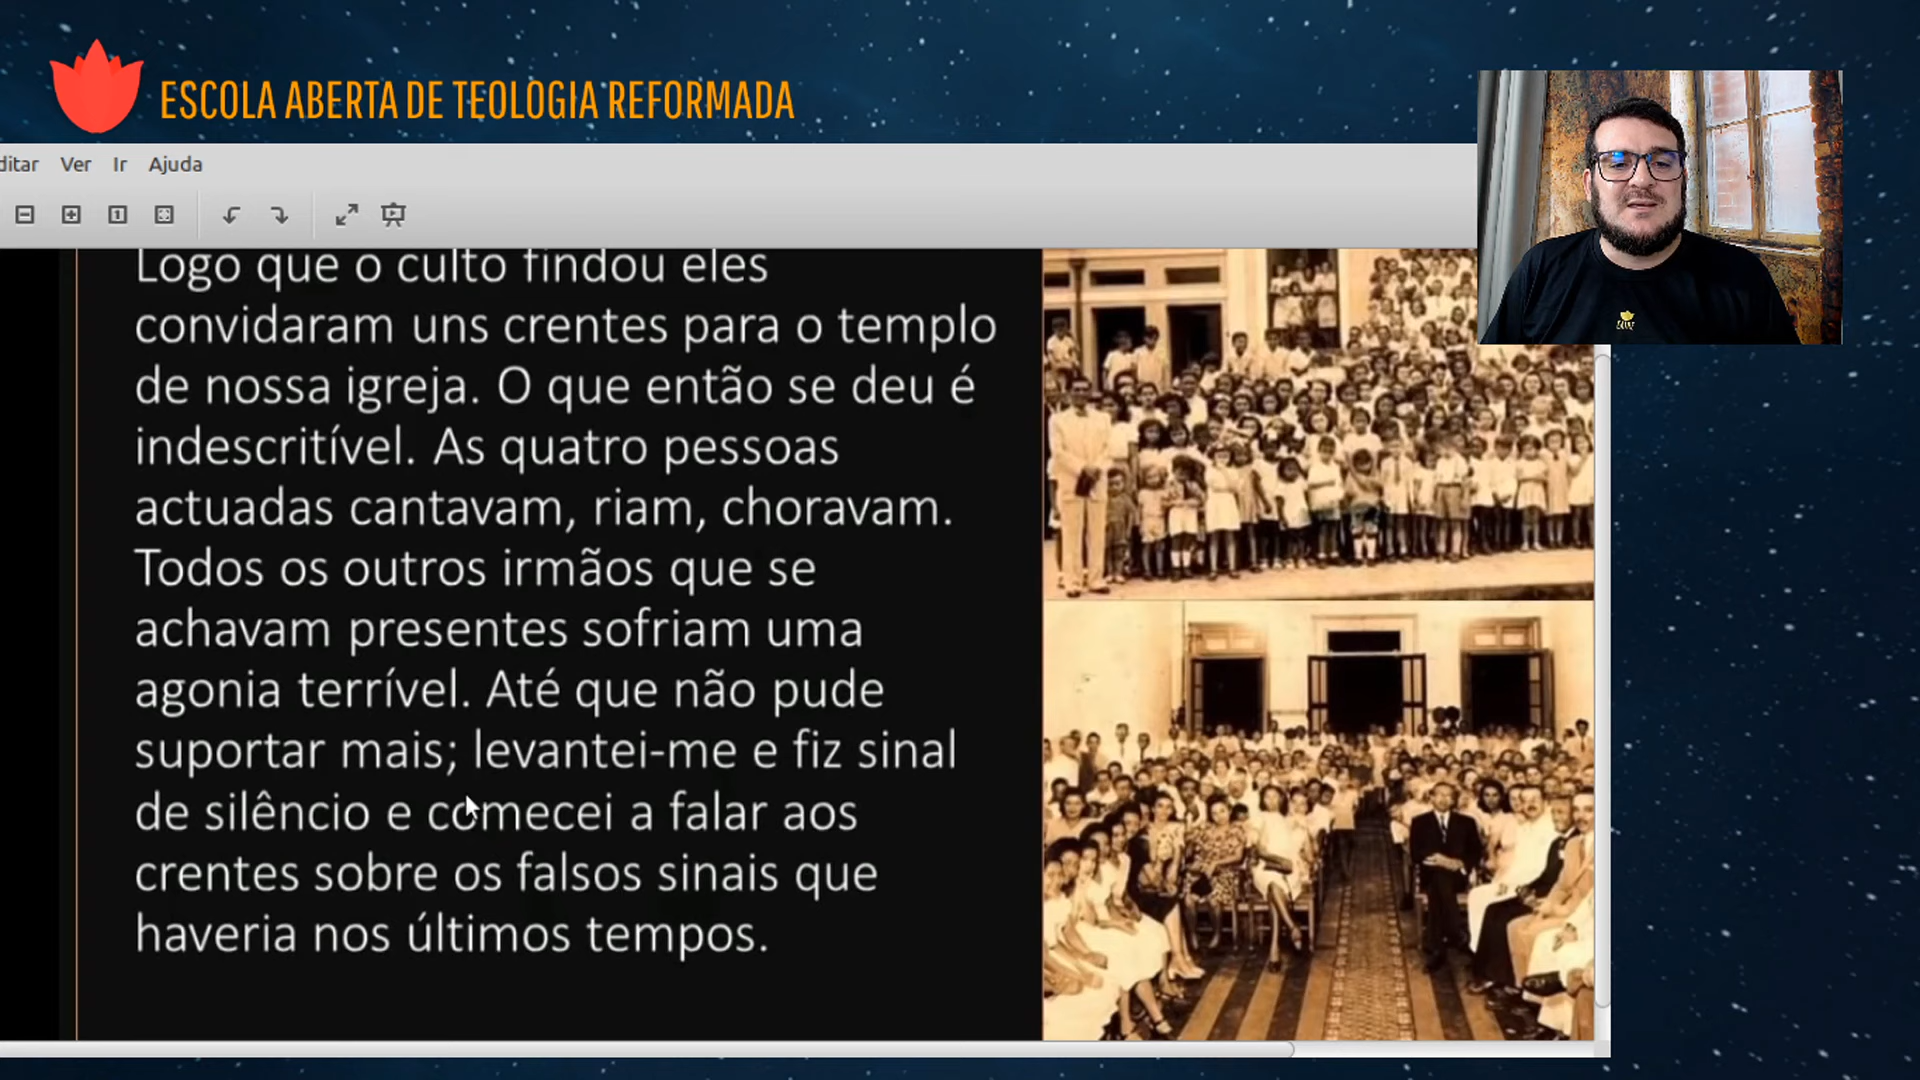 ESCOLA ABERTA DE TEOLOGIA REFORMADA
ditar Ver Ir Ajuda
Logo que o culto findou eles
convidaram uns crentes para o templo
de nossa igreja. O que então se deu é
indescritível. As quatro pessoas
actuadas cantavam, riam, choravam.
Todos os outros irmãos que se
achavam presentes sofriam uma
agonia terrível. Até que não pude
suportar mais; levantei-me e fiz sinal
de silêncio e comecei a falar aos
crentes sobre os falsos sinais que
haveria nos últimos tempos.